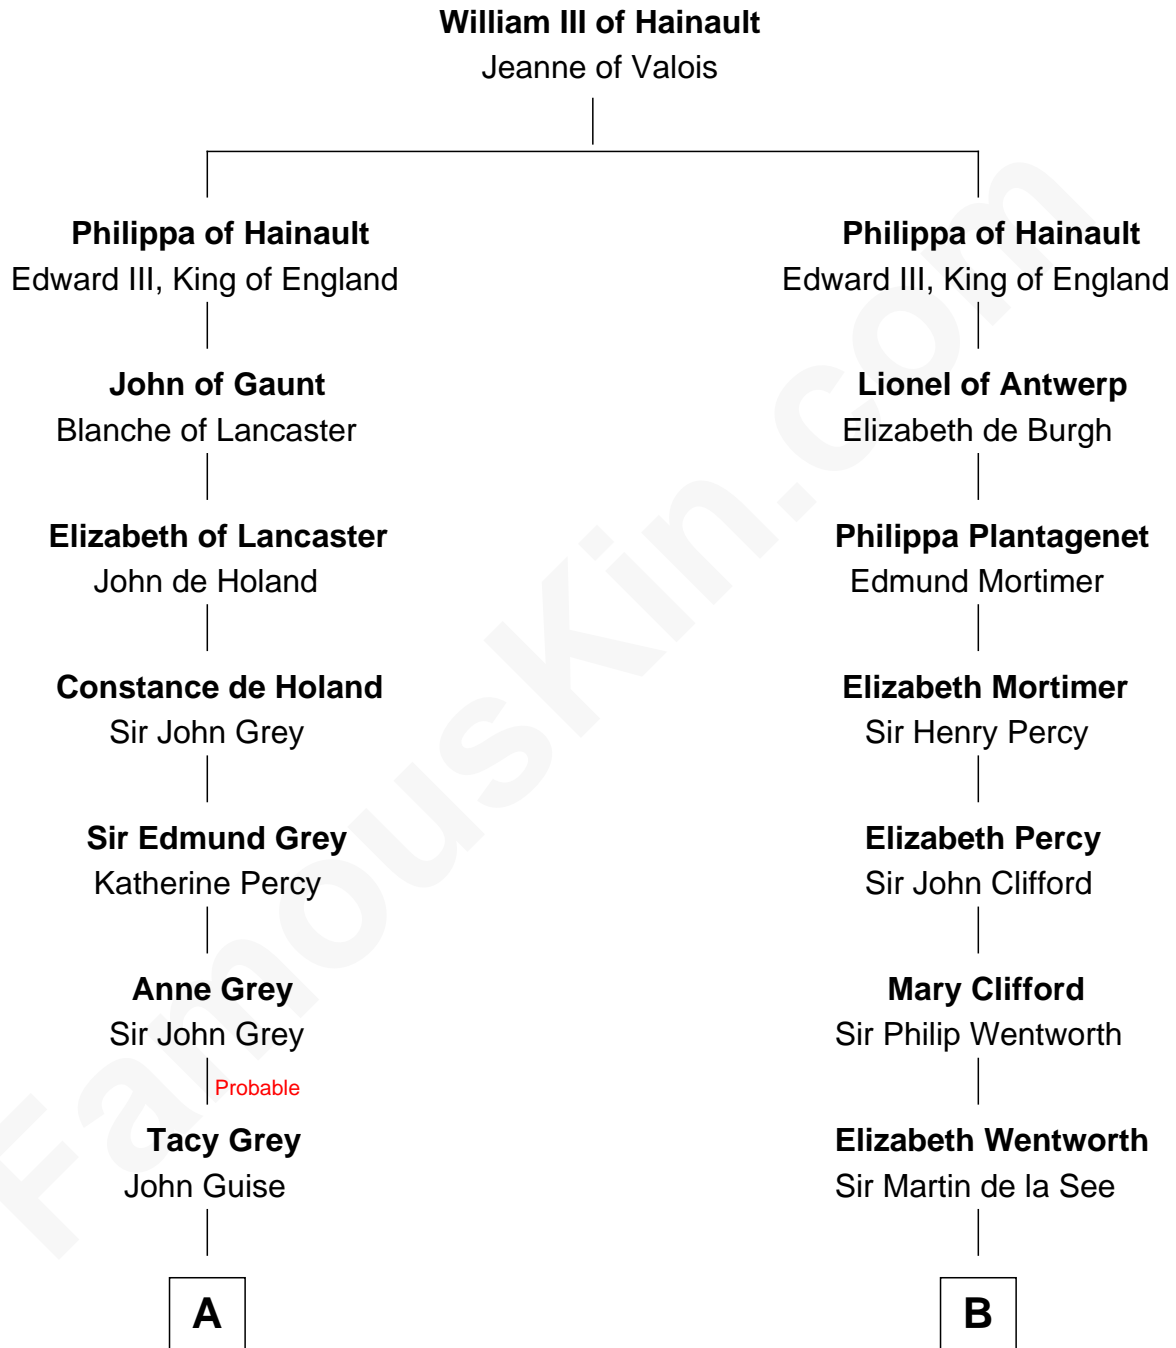 William III of Hainault
Jeanne of Valois
Philippa of Hainault
Edward III, King of England
John of Gaunt
Blanche of Lancaster
Elizabeth of Lancaster
John de Holand
Constance de Holand
Sir John Grey
Sir Edmund Grey
Katherine Percy
Anne Grey
Sir John Grey
Probable
Tacy Grey
John Guise
A
Philippa of Hainault
Edward III, King of England
Lionel of Antwerp
Elizabeth de Burgh
Philippa Plantagenet
Edmund Mortimer
Elizabeth Mortimer
Sir Henry Percy
Elizabeth Percy
Sir John Clifford
Mary Clifford
Sir Philip Wentworth
Elizabeth Wentworth
Sir Martin de la See
B
FamousKin.com